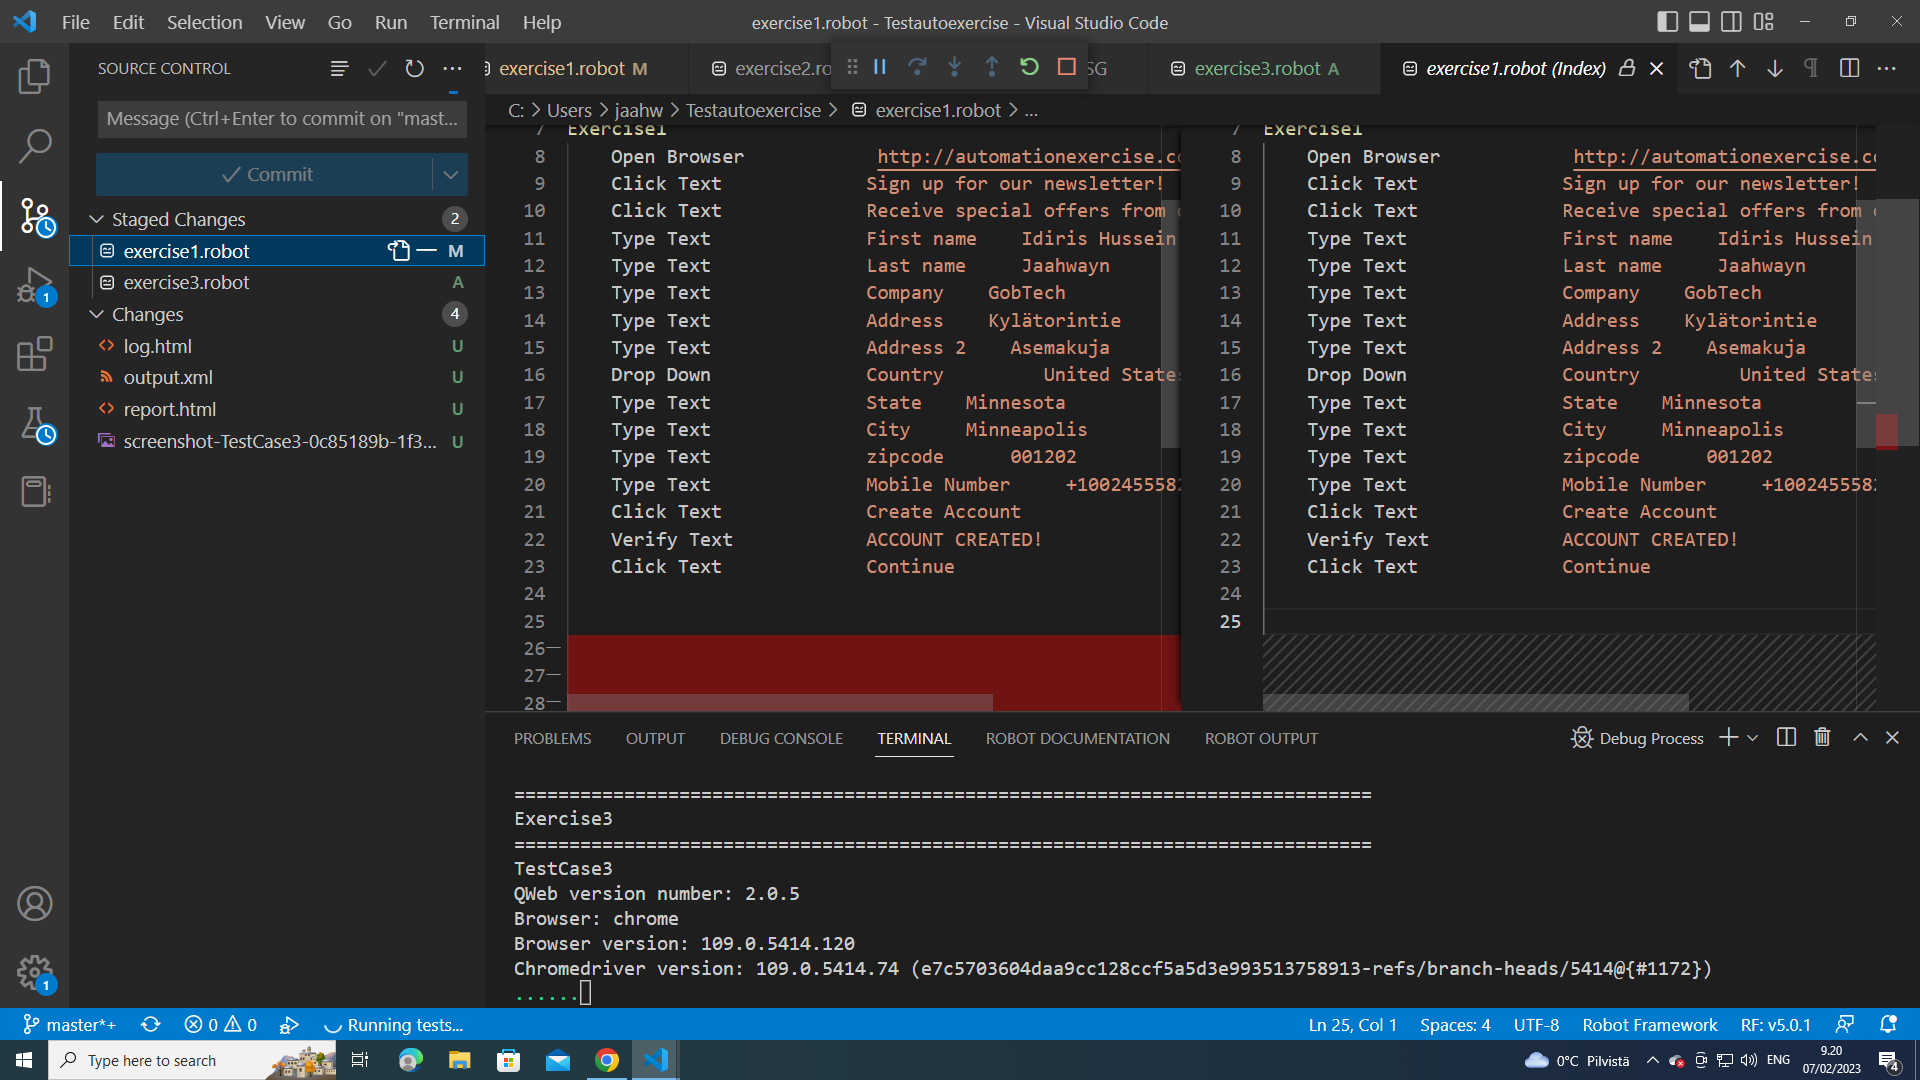 File Edit Selection View Go Run Terminal Help
exercise1.robot - Testautoexercise - Visual Studio Code
SOURCE CONTROL
exercise1.robot M
exercise2.ro
SG
exercise3.robot A
exercise1.robot (Index)
C: > Users > jaahw > Testautoexercise > exercise1.robot > ...
Message (Ctrl+Enter to commit on "mast...
Commit
Staged Changes 2
exercise1.robot M
exercise3.robot A
Changes 4
log.html U
output.xml U
report.html U
screenshot-TestCase3-0c85189b-1f3... U
1
1
7 Exercise1
8 Open Browser http://automationexercise.c
9 Click Text Sign up for our newsletter!
10 Click Text Receive special offers from
11 Type Text First name Idiris Hussein
12 Type Text Last name Jaahwayn
13 Type Text Company GobTech
14 Type Text Address Kylätorintie
15 Type Text Address 2 Asemakuja
16 Drop Down Country United States
17 Type Text State Minnesota
18 Type Text City Minneapolis
19 Type Text zipcode 001202
20 Type Text Mobile Number +1002455582
21 Click Text Create Account
22 Verify Text ACCOUNT CREATED!
23 Click Text Continue
24
25
26—
27—
28—
7 Exercise1
8 Open Browser http://automationexercise.c
9 Click Text Sign up for our newsletter!
10 Click Text Receive special offers from
11 Type Text First name Idiris Hussein
12 Type Text Last name Jaahwayn
13 Type Text Company GobTech
14 Type Text Address Kylätorintie
15 Type Text Address 2 Asemakuja
16 Drop Down Country United States
17 Type Text State Minnesota
18 Type Text City Minneapolis
19 Type Text zipcode 001202
20 Type Text Mobile Number +1002455582
21 Click Text Create Account
22 Verify Text ACCOUNT CREATED!
23 Click Text Continue
24
25
PROBLEMS OUTPUT DEBUG CONSOLE TERMINAL ROBOT DOCUMENTATION ROBOT OUTPUT
Debug Process
==============================================================================
Exercise3
==============================================================================
TestCase3
QWeb version number: 2.0.5
Browser: chrome
Browser version: 109.0.5414.120
Chromedriver version: 109.0.5414.74 (e7c5703604daa9cc128ccf5a5d3e993513758913-refs/branch-heads/5414@{#1172})
......
master*+ 0 0 Running tests...
Ln 25, Col 1 Spaces: 4 UTF-8 Robot Framework RF: v5.0.1
Type here to search
0°C Pilvistä
ENG
9.20
07/02/2023
4